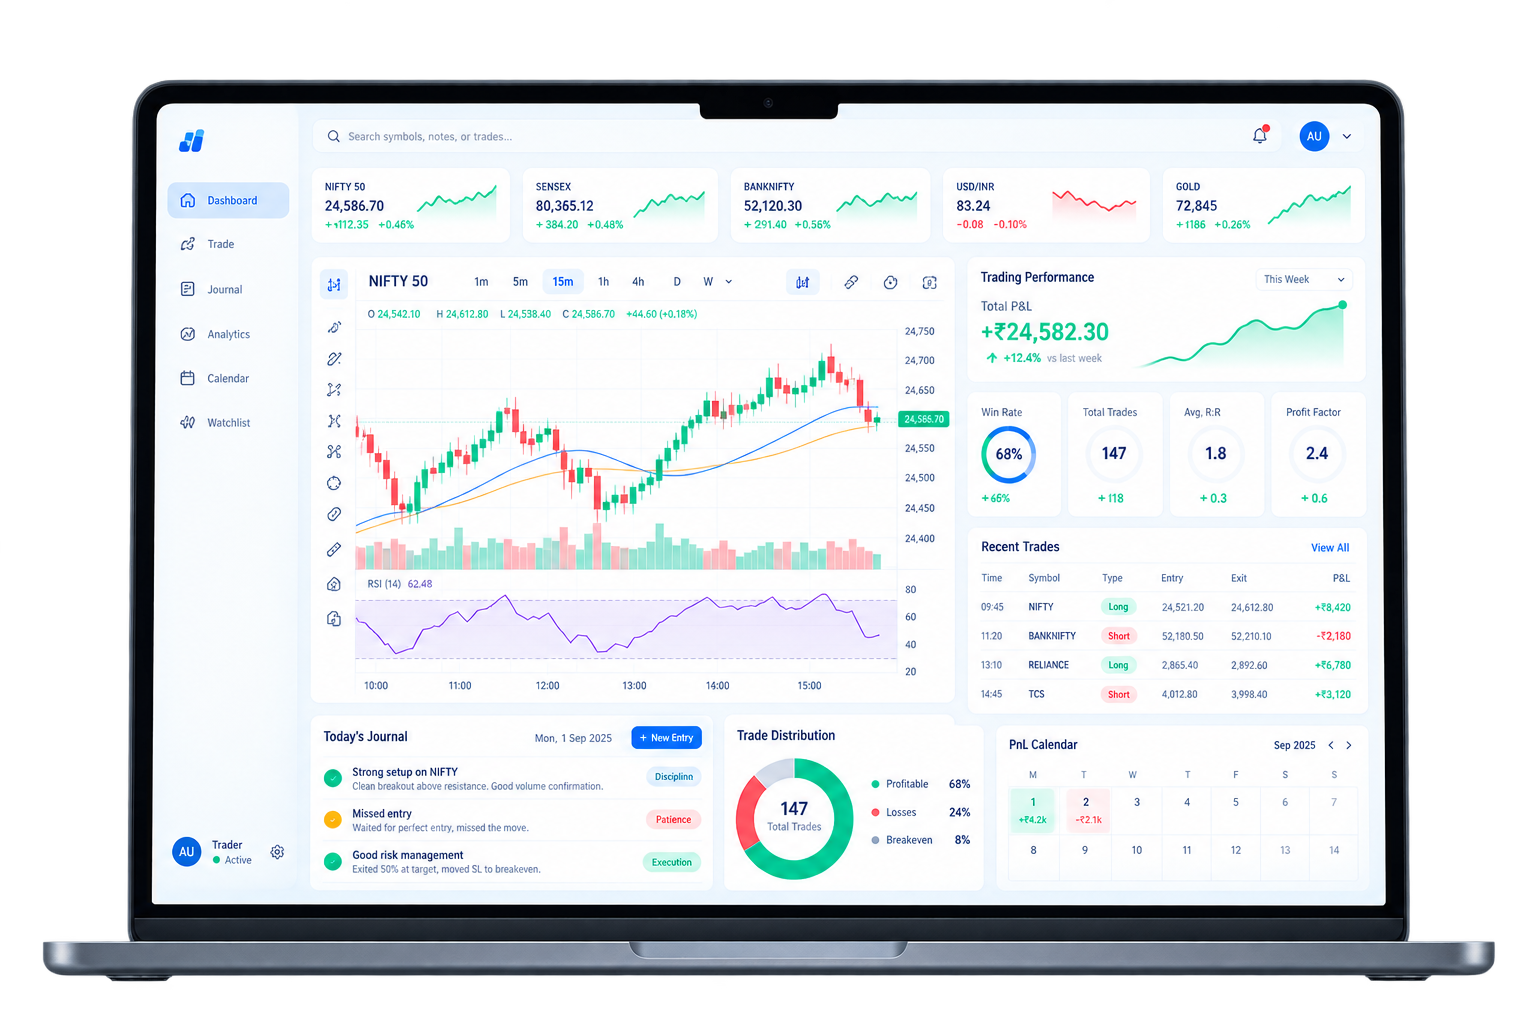 Search symbols, notes, or trades...
AU
Dashboard
Trade
Journal
Analytics
Calendar
Watchlist
AU
Trader
Active
NIFTY 50
24,586.70
+112.35 +0.46%
SENSEX
80,365.12
+384.20 +0.48%
BANKNIFTY
52,120.30
+291.40 +0.56%
USD/INR
83.24
-0.08 -0.10%
GOLD
72,845
+1186 +0.26%
NIFTY 50 1m 5m 15m 1h 4h D W
O 24,542.10 H 24,612.80 L 24,538.40 C 24,586.70 +44.60 (+0.18%)
24,750
24,700
24,650
24,586.70
24,550
24,500
24,450
24,400
RSI (14) 62.48
80
60
40
20
10:00 11:00 12:00 13:00 14:00 15:00
Trading Performance
This Week
Total P&L
+₹24,582.30
+12.4% vs last week
Win Rate
68%
Total Trades
147
+118
Avg, R:R
1.8
+0.3
Profit Factor
2.4
+0.6
Recent Trades View All
Time Symbol Type Entry Exit P&L
09:45 NIFTY Long 24,521.20 24,612.80 +₹8,420
11:20 BANKNIFTY Short 52,180.50 52,210.10 -₹2,180
13:10 RELIANCE Long 2,865.40 2,892.60 +₹6,780
14:45 TCS Short 4,012.80 3,998.40 +₹3,120
Today's Journal Mon, 1 Sep 2025 + New Entry
Strong setup on NIFTY
Clean breakout above resistance. Good volume confirmation.
Missed entry
Waited for perfect entry, missed the move.
Patience
Good risk management
Exited 50% at target, moved SL to breakeven.
Execution
Trade Distribution
147
Total Trades
Profitable 68%
Losses 24%
Breakeven 8%
PnL Calendar Sep 2025
M T W T F S S
1 2 3 4 5 6 7
+₹4.2k -₹2.1k
8 9 10 11 12 13 14